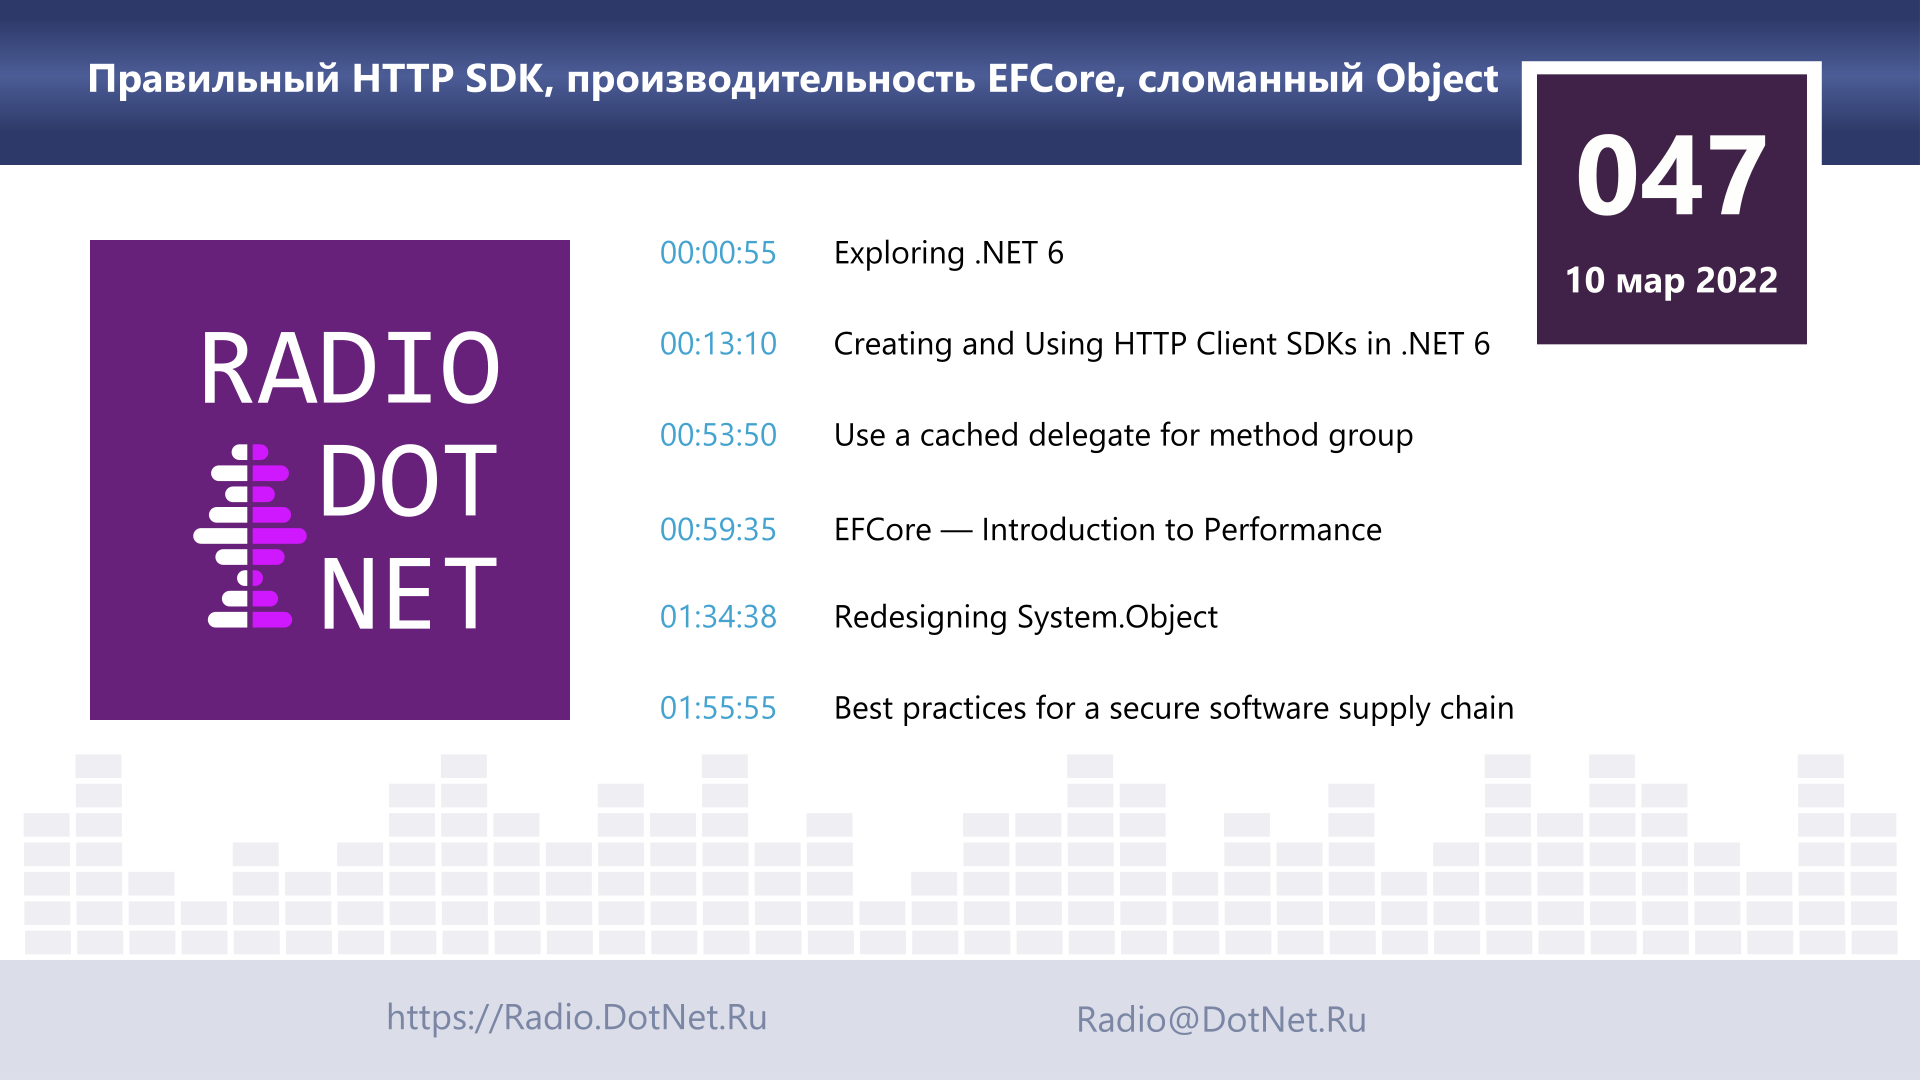 Правильный HTTP SDK, производительность EFCore, сломанный Object
047
10 мар 2022
RADIO
DOT
NET
00:00:55 Exploring .NET 6
00:13:10 Creating and Using HTTP Client SDKs in .NET 6
00:53:50 Use a cached delegate for method group
00:59:35 EFCore — Introduction to Performance
01:34:38 Redesigning System.Object
01:55:55 Best practices for a secure software supply chain
https://Radio.DotNet.Ru
Radio@DotNet.Ru